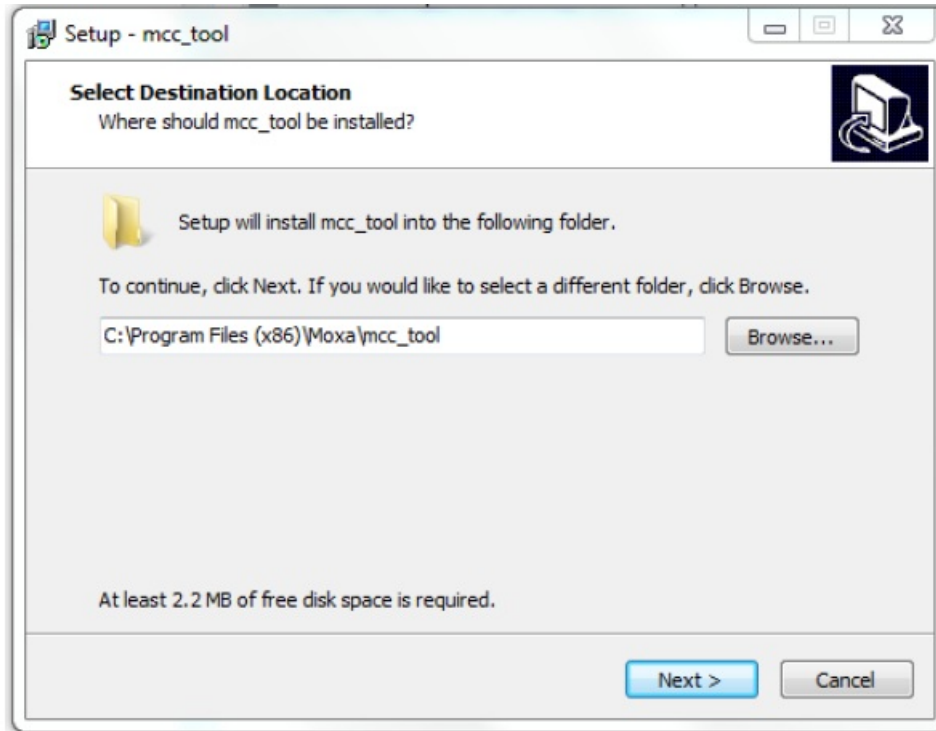 Setup - mcc_tool
Select Destination Location
Where should mcc_tool be installed?
Setup will install mcc_tool into the following folder.
To continue, click Next. If you would like to select a different folder, click Browse.
C:\Program Files (x86)\Moxa\mcc_tool
Browse...
At least 2.2 MB of free disk space is required.
Next >
Cancel